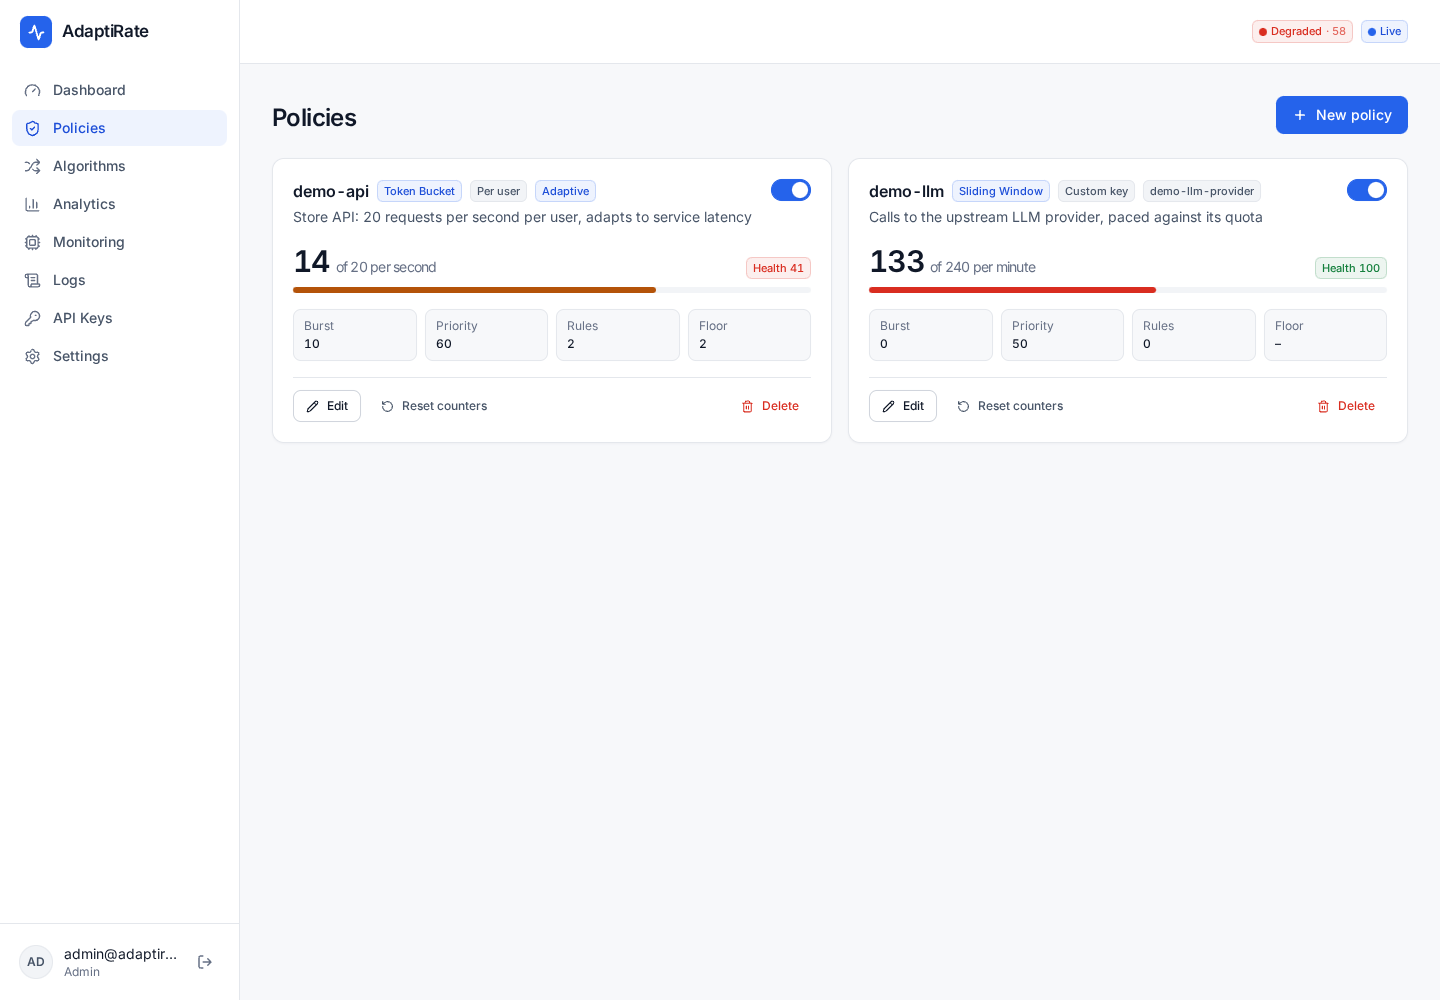 AdaptiRate
Degraded · 58
Live
Dashboard
Policies
Algorithms
Analytics
Monitoring
Logs
API Keys
Settings
Policies
New policy
demo-api Token Bucket Per user Adaptive
Store API: 20 requests per second per user, adapts to service latency
14 of 20 per second
Health 41
Burst
10
Priority
60
Rules
2
Floor
2
Edit
Reset counters
Delete
demo-llm Sliding Window Custom key demo-llm-provider
Calls to the upstream LLM provider, paced against its quota
133 of 240 per minute
Health 100
Burst
0
Priority
50
Rules
0
Floor
–
Edit
Reset counters
Delete
AD
admin@adaptir...
Admin